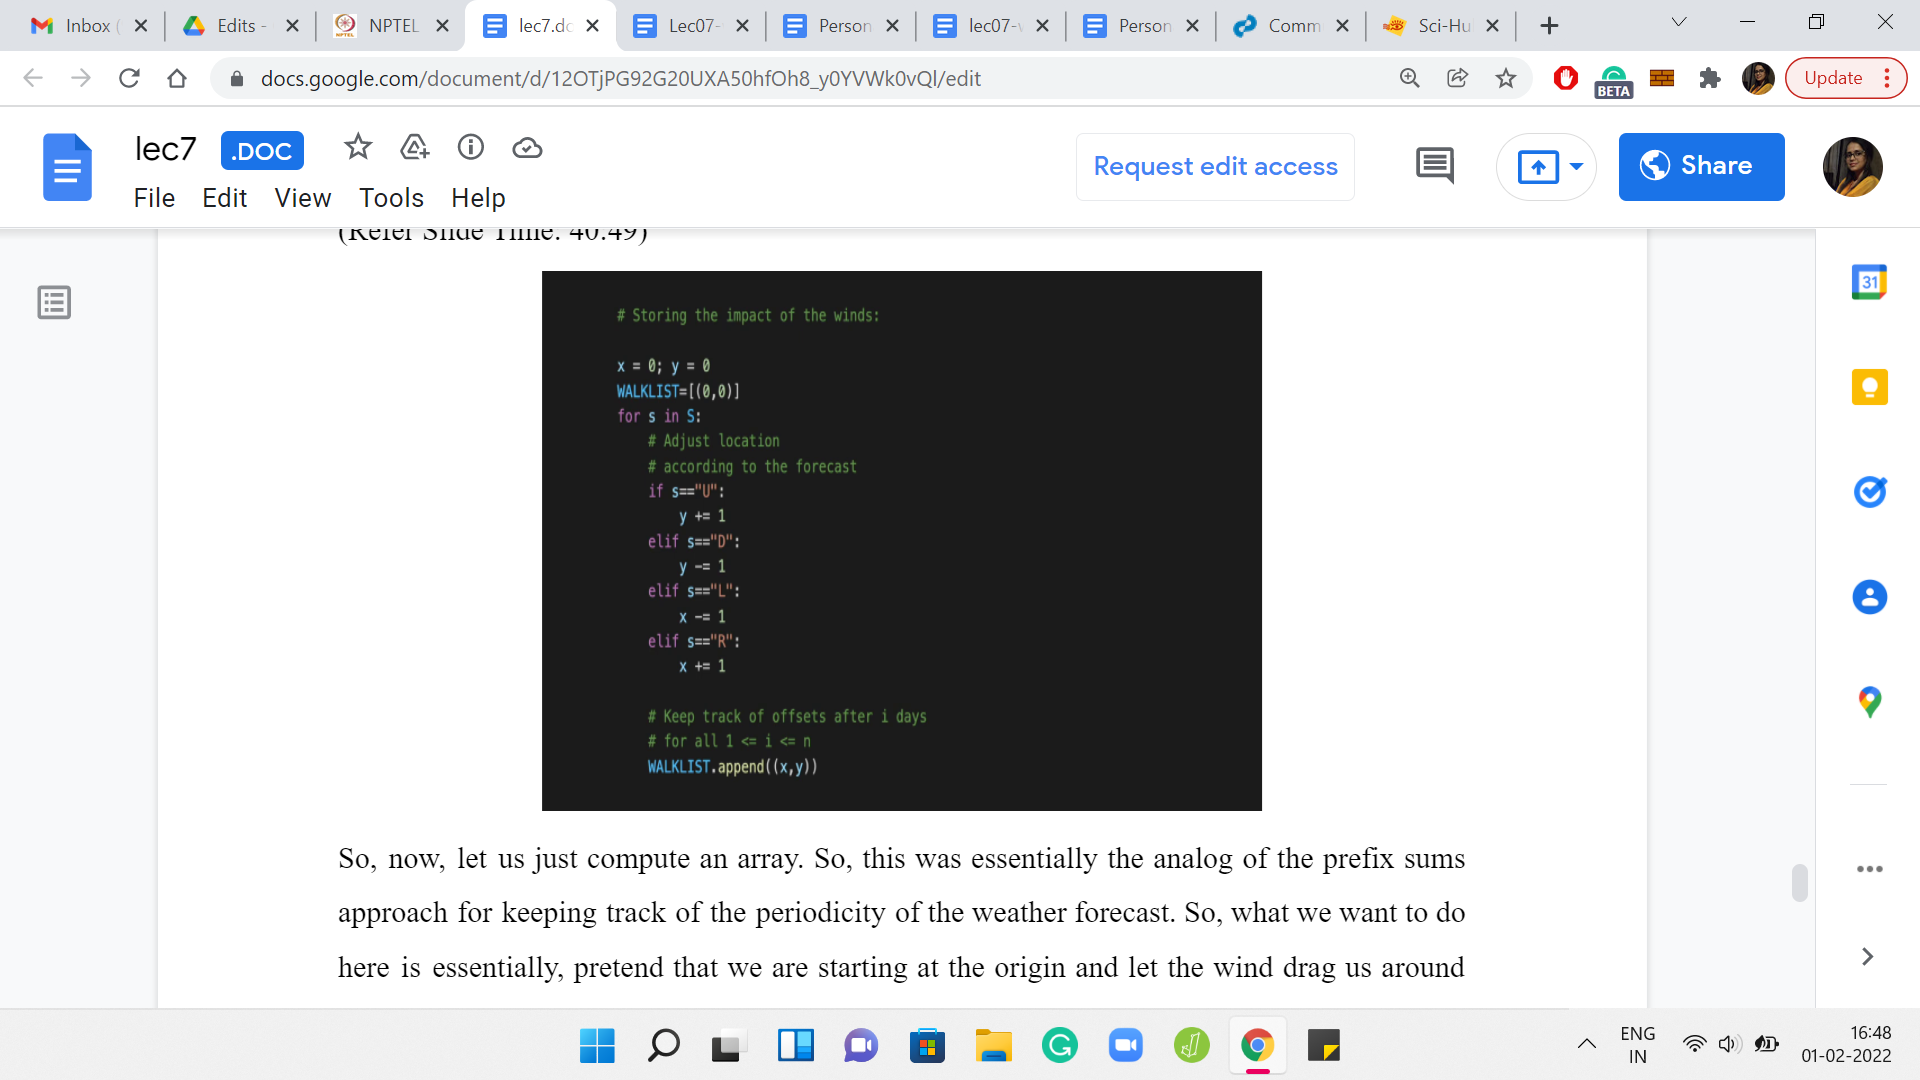 Inbox (
Edits -
NPTEL
lec7.do
Lec07-
Person
lec07-v
Person
Comm
Sci-Hu
docs.google.com/document/d/12OTjPG92G20UXA50hfOh8_y0YVWk0vQl/edit
BETA
Update
lec7 .DOC
Request edit access
Share
File Edit View Tools Help
(Refer Slide Time: 40:49)
# Storing the impact of the winds:
x = 0; y = 0
WALKLIST=[(0,0)]
for s in S:
# Adjust location
# according to the forecast
if s=="U":
y += 1
elif s=="D":
y -= 1
elif s=="L":
x -= 1
elif s=="R":
x += 1
# Keep track of offsets after i days
# for all 1 <= i <= n
WALKLIST.append((x,y))
So, now, let us just compute an array. So, this was essentially the analog of the prefix sums
approach for keeping track of the periodicity of the weather forecast. So, what we want to do
here is essentially, pretend that we are starting at the origin and let the wind drag us around
31
ENG
IN
16:48
01-02-2022